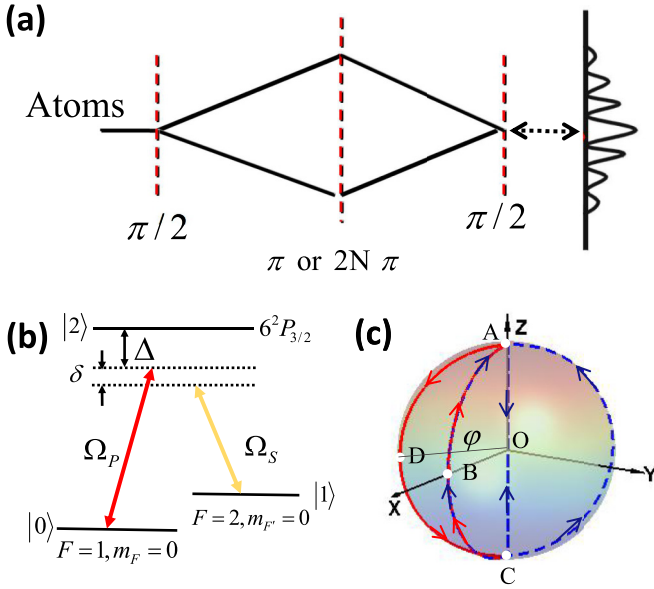 (a)
Atoms
π/2
π or 2N π
π/2
(b)
|2⟩
6²P₃/₂
Δ
δ
Ω_P
Ω_S
|0⟩
F=1, m_F=0
|1⟩
F=2, m_F'=0
(c)
A
Z
D
φ
O
B
X
Y
C